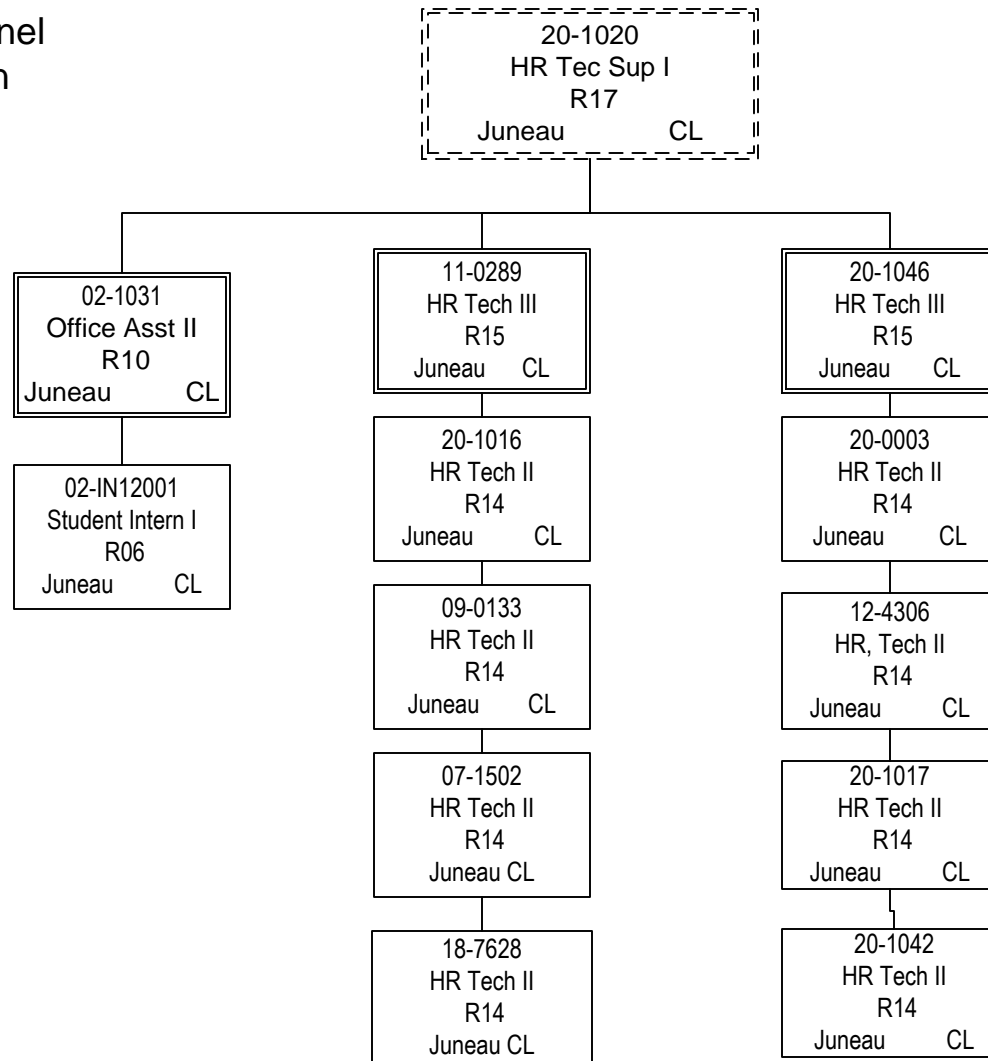 nel
n
20-1020
HR Tec Sup I
R17
Juneau CL
02-1031
Office Asst II
R10
Juneau CL
02-IN12001
Student Intern I
R06
Juneau CL
11-0289
HR Tech III
R15
Juneau CL
20-1016
HR Tech II
R14
Juneau CL
09-0133
HR Tech II
R14
Juneau CL
07-1502
HR Tech II
R14
Juneau CL
18-7628
HR Tech II
R14
Juneau CL
20-1046
HR Tech III
R15
Juneau CL
20-0003
HR Tech II
R14
Juneau CL
12-4306
HR, Tech II
R14
Juneau CL
20-1017
HR Tech II
R14
Juneau CL
20-1042
HR Tech II
R14
Juneau CL